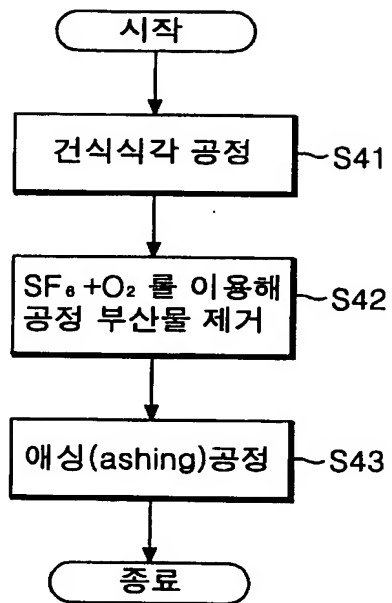 시작
건식식각 공정
S41
SF₆+O₂ 를 이용해
공정 부산물 제거
S42
애싱(ashing)공정
S43
종료